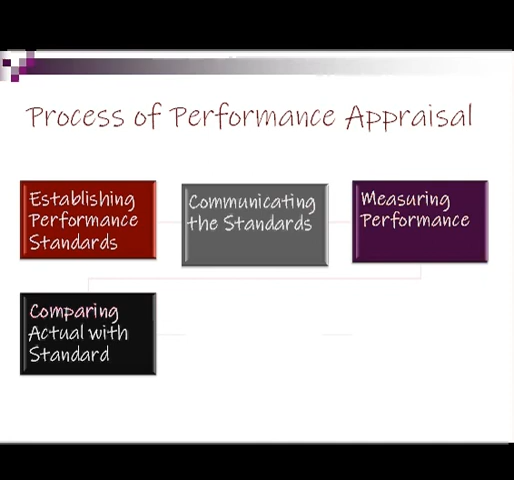 Process of Performance Appraisal
Establishing
Performance
Standards
Communicating
the Standards
Measuring
Performance
Comparing
Actual with
Standard